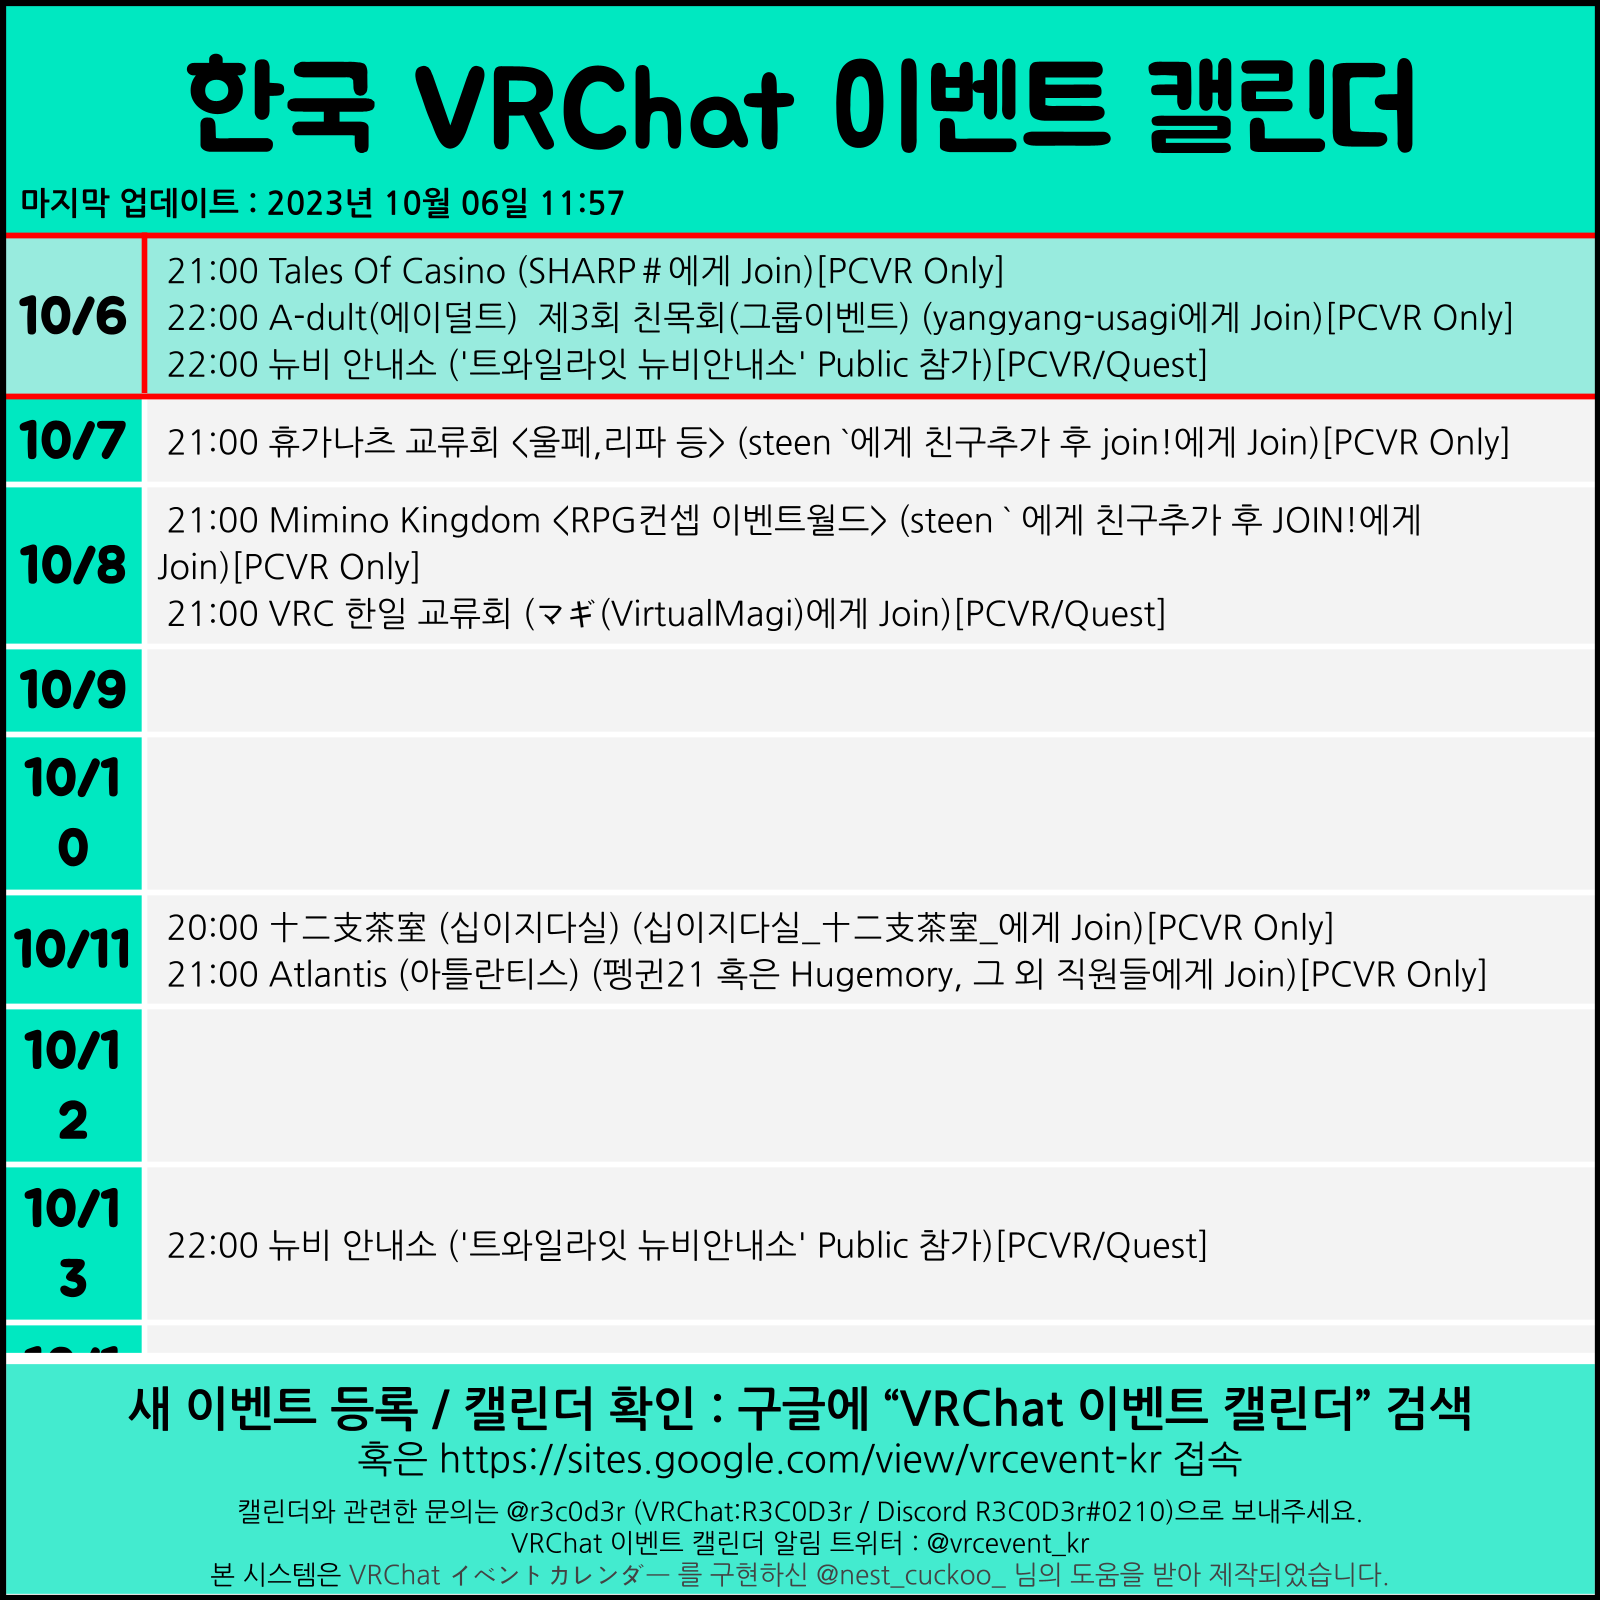 한국 VRChat 이벤트 캘린더
마지막 업데이트 : 2023년 10월 06일 11:57
10/6
21:00 Tales Of Casino (SHARP＃에게 Join)[PCVR Only]
22:00 A-dult(에이덜트)  제3회 친목회(그룹이벤트) (yangyang-usagi에게 Join)[PCVR Only]
22:00 뉴비 안내소 ('트와일라잇 뉴비안내소' Public 참가)[PCVR/Quest]
10/7
21:00 휴가나츠 교류회 <울페,리파 등> (steen `에게 친구추가 후 join!에게 Join)[PCVR Only]
10/8
21:00 Mimino Kingdom <RPG컨셉 이벤트월드> (steen ` 에게 친구추가 후 JOIN!에게
Join)[PCVR Only]
21:00 VRC 한일 교류회 (マギ(VirtualMagi)에게 Join)[PCVR/Quest]
10/9
10/1
0
10/11
20:00 十二支茶室 (십이지다실) (십이지다실_十二支茶室_에게 Join)[PCVR Only]
21:00 Atlantis (아틀란티스) (펭귄21 혹은 Hugemory, 그 외 직원들에게 Join)[PCVR Only]
10/1
2
10/1
3
22:00 뉴비 안내소 ('트와일라잇 뉴비안내소' Public 참가)[PCVR/Quest]
새 이벤트 등록 / 캘린더 확인 : 구글에 “VRChat 이벤트 캘린더” 검색
혹은 https://sites.google.com/view/vrcevent-kr 접속
캘린더와 관련한 문의는 @r3c0d3r (VRChat:R3C0D3r / Discord R3C0D3r#0210)으로 보내주세요.
VRChat 이벤트 캘린더 알림 트위터 : @vrcevent_kr
본 시스템은 VRChat イベントカレンダー 를 구현하신 @nest_cuckoo_ 님의 도움을 받아 제작되었습니다.